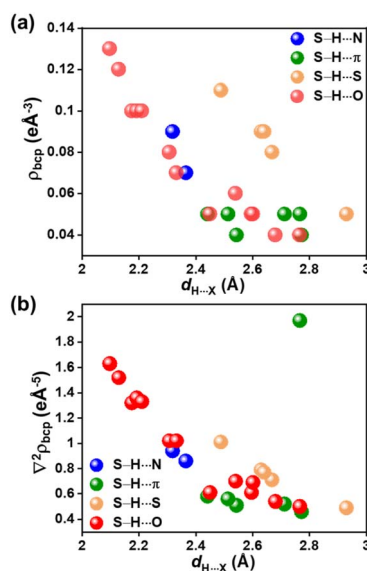 (a)
S–H···N
S–H···π
S–H···S
S–H···O
0.14
0.12
0.1
0.08
0.06
0.04
ρbcp (eÅ-3)
2 2.2 2.4 2.6 2.8 3
dH···X (Å)
(b)
2
1.8
1.6
1.4
1.2
1
0.8
0.6
0.4
∇2ρbcp (eÅ-5)
S–H···N
S–H···π
S–H···S
S–H···O
2 2.2 2.4 2.6 2.8 3
dH···X (Å)